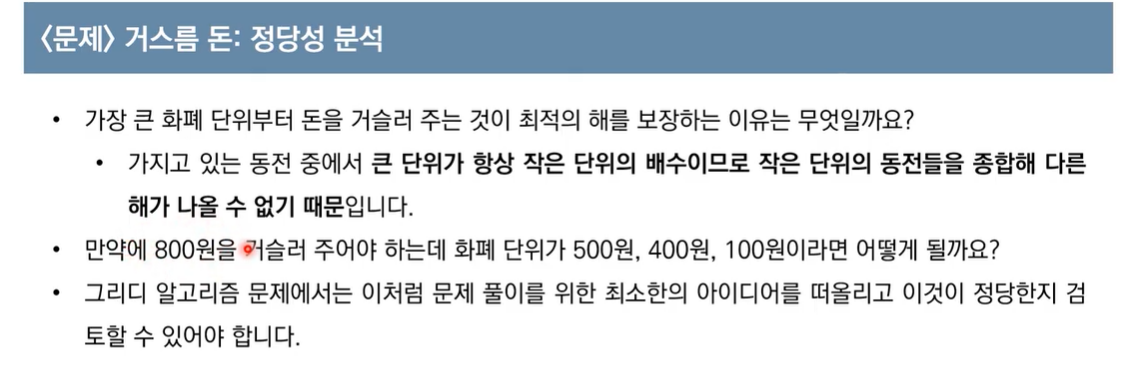 <문제> 거스름 돈: 정당성 분석
• 가장 큰 화폐 단위부터 돈을 거슬러 주는 것이 최적의 해를 보장하는 이유는 무엇일까요?
• 가지고 있는 동전 중에서 큰 단위가 항상 작은 단위의 배수이므로 작은 단위의 동전들을 종합해 다른
해가 나올 수 없기 때문입니다.
• 만약에 800원을 거슬러 주어야 하는데 화폐 단위가 500원, 400원, 100원이라면 어떻게 될까요?
• 그리디 알고리즘 문제에서는 이처럼 문제 풀이를 위한 최소한의 아이디어를 떠올리고 이것이 정당한지 검
토할 수 있어야 합니다.